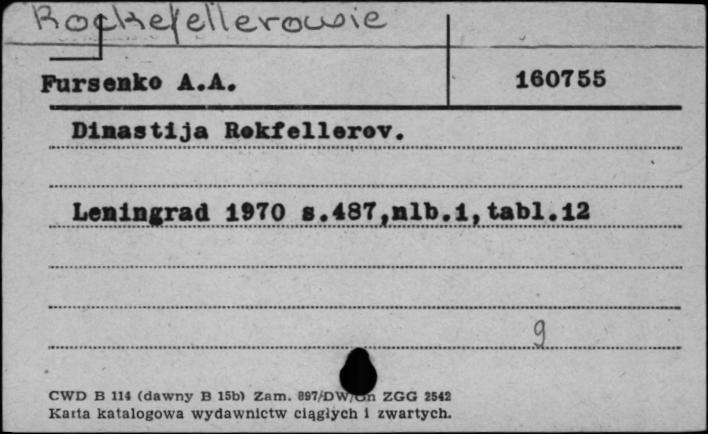 Rockefellerowie
Fursenko A.A. 160755
Dinastija Rokfellerov.
Leningrad 1970 s.487,nlb.1,tabl.12
9
CWD B 114 (dawny B 15b) Zam. 897/DW/Gn ZGG 2542
Karta katalogowa wydawnictw ciągłych i zwartych.